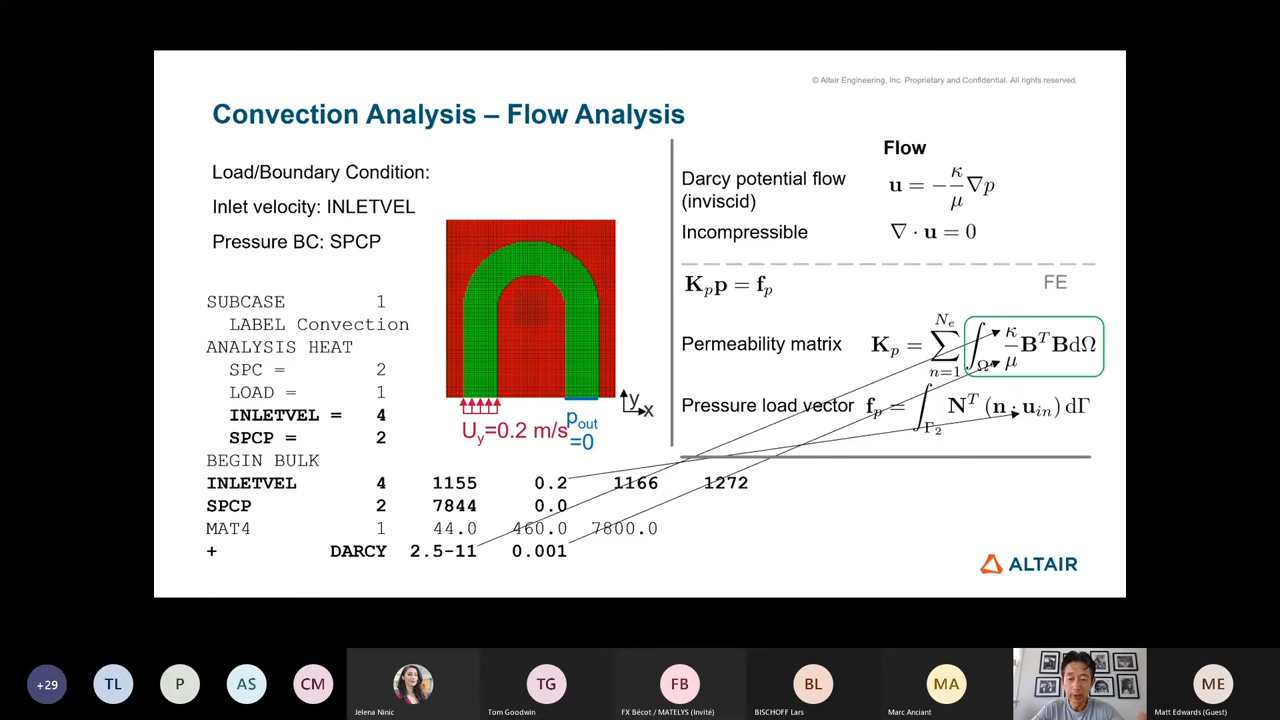 © Altair Engineering, Inc. Proprietary and Confidential. All rights reserved.
Convection Analysis – Flow Analysis
Load/Boundary Condition:
Inlet velocity: INLETVEL
Pressure BC: SPCP
SUBCASE 1
LABEL Convection
ANALYSIS HEAT
SPC = 2
LOAD = 1
INLETVEL = 4
SPCP = 2
BEGIN BULK
INLETVEL 4 1155 0.2 1166 1272
SPCP 2 7844 0.0
MAT4 1 44.0 460.0 7800.0
+ DARCY 2.5-11 0.001
U_y=0.2 m/s
p_out
=0
y
x
Flow
Darcy potential flow
(inviscid)
u = −κ/μ ∇p
Incompressible
∇ · u = 0
K_p p = f_p
FE
Permeability matrix
K_p = ∑_{n=1}^{N_e} ∫_Ω κ/μ B^T B dΩ
Pressure load vector
f_p = ∫_{Γ_2} N^T (n · u_in) dΓ
ALTAIR
+29
TL
P
AS
CM
Jelena Ninic
TG
Tom Goodwin
FB
FX Bécot / MATELYS (Invité)
BL
BISCHOFF Lars
MA
Marc Anciant
ME
Matt Edwards (Guest)